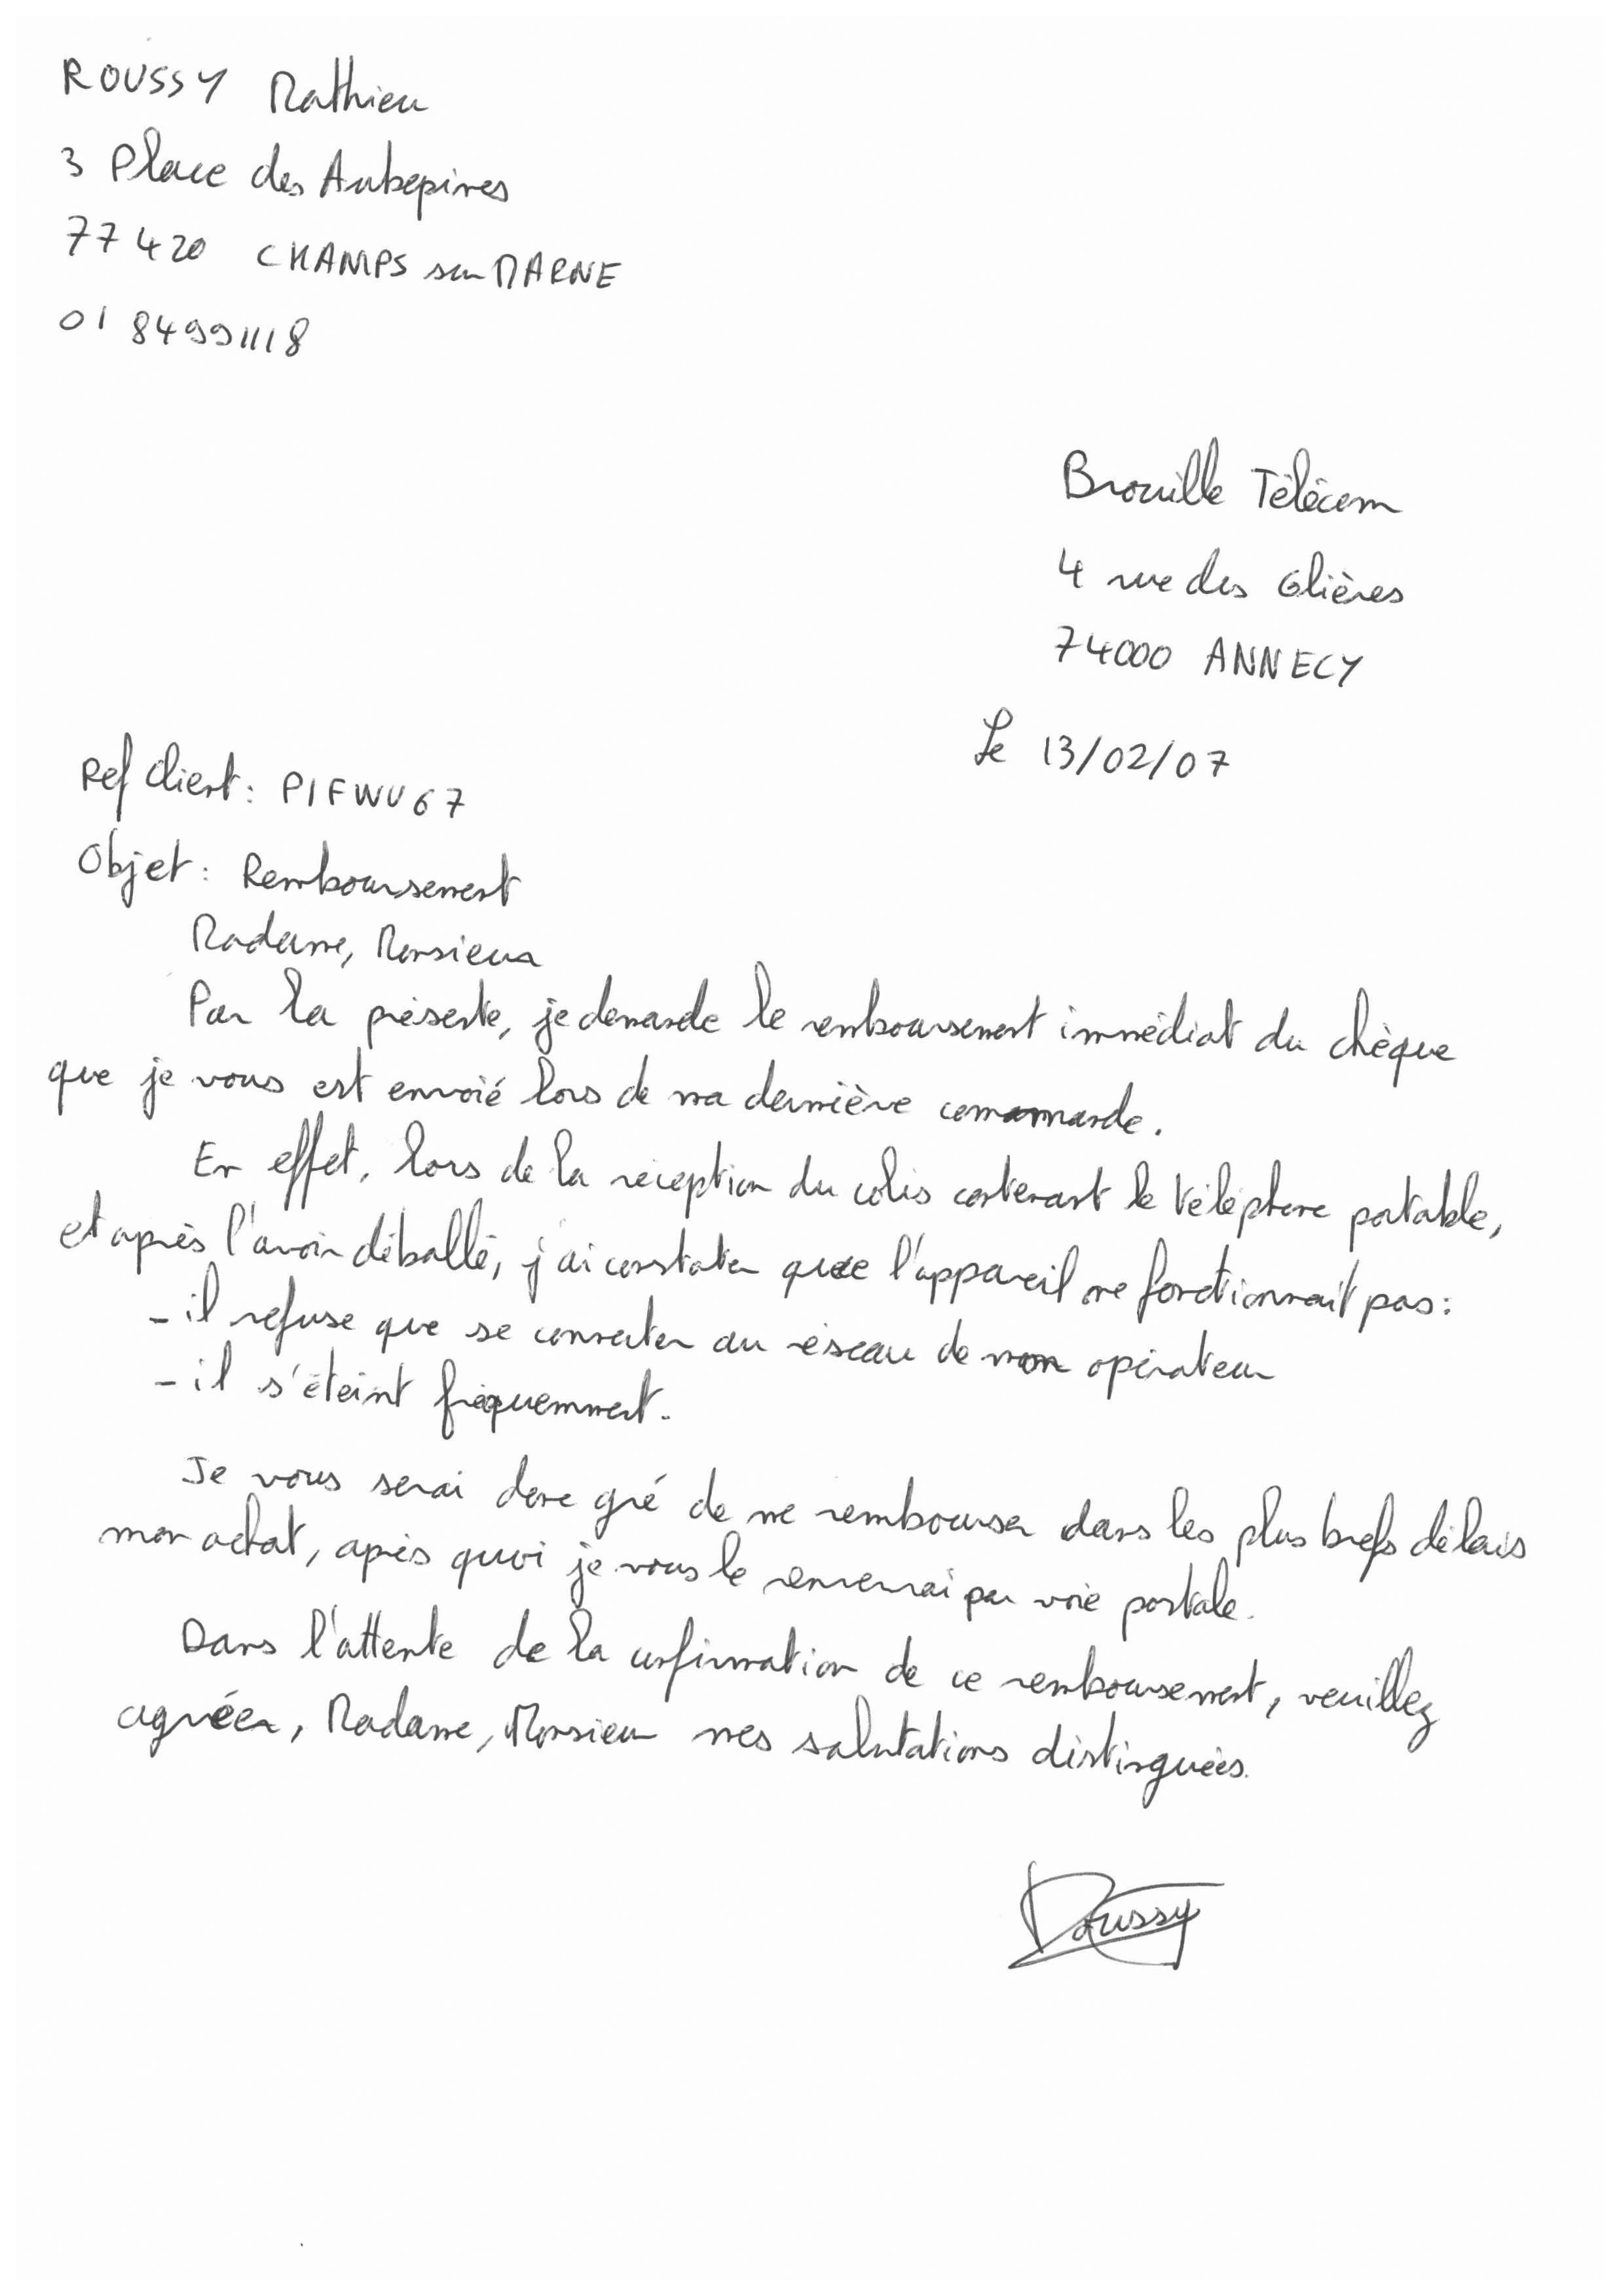 ROUSSY Mathieu
3 Place des Aubepines
77420 CHAMPS sur MARNE
01 84991118
Brouille Télécom
4 rue des Glières
74000 ANNECY
Le 13/02/07
Ref Client : PIFWU67
Objet : Remboursement
Madame, Monsieur
Par la présente, je demande le remboursement immédiat du chèque
que je vous est envoié lors de ma dernière commande.
En effet, lors de la réception du colis contenant le téléphone portable,
et après l'avoir déballé, j'ai constater que l'appareil ne fonctionnait pas :
- il refuse que se connecter au réseau de mon opérateur
- il s'éteint fréquemment.
Je vous serai donc gré de me rembourser dans les plus brefs délais
mon achat, après quoi je vous le renverrai par voie postale.
Dans l'attente de la confirmation de ce remboursement, veuillez
agréer, Madame, Monsieur mes salutations distinguées.
Roussy